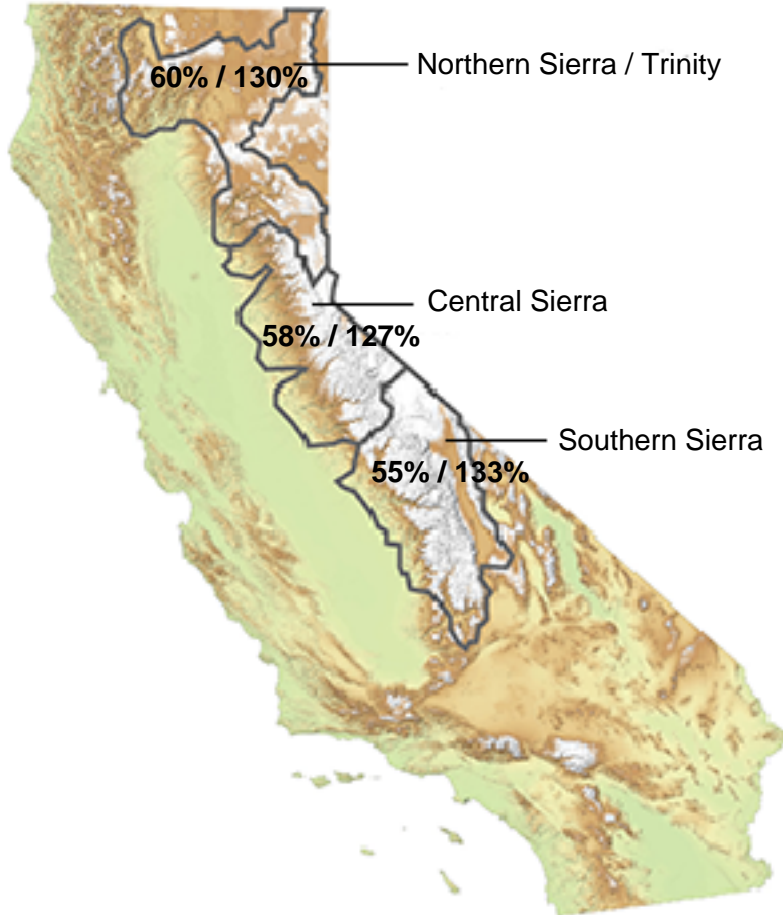 Northern Sierra / Trinity
60% / 130%
Central Sierra
58% / 127%
Southern Sierra
55% / 133%